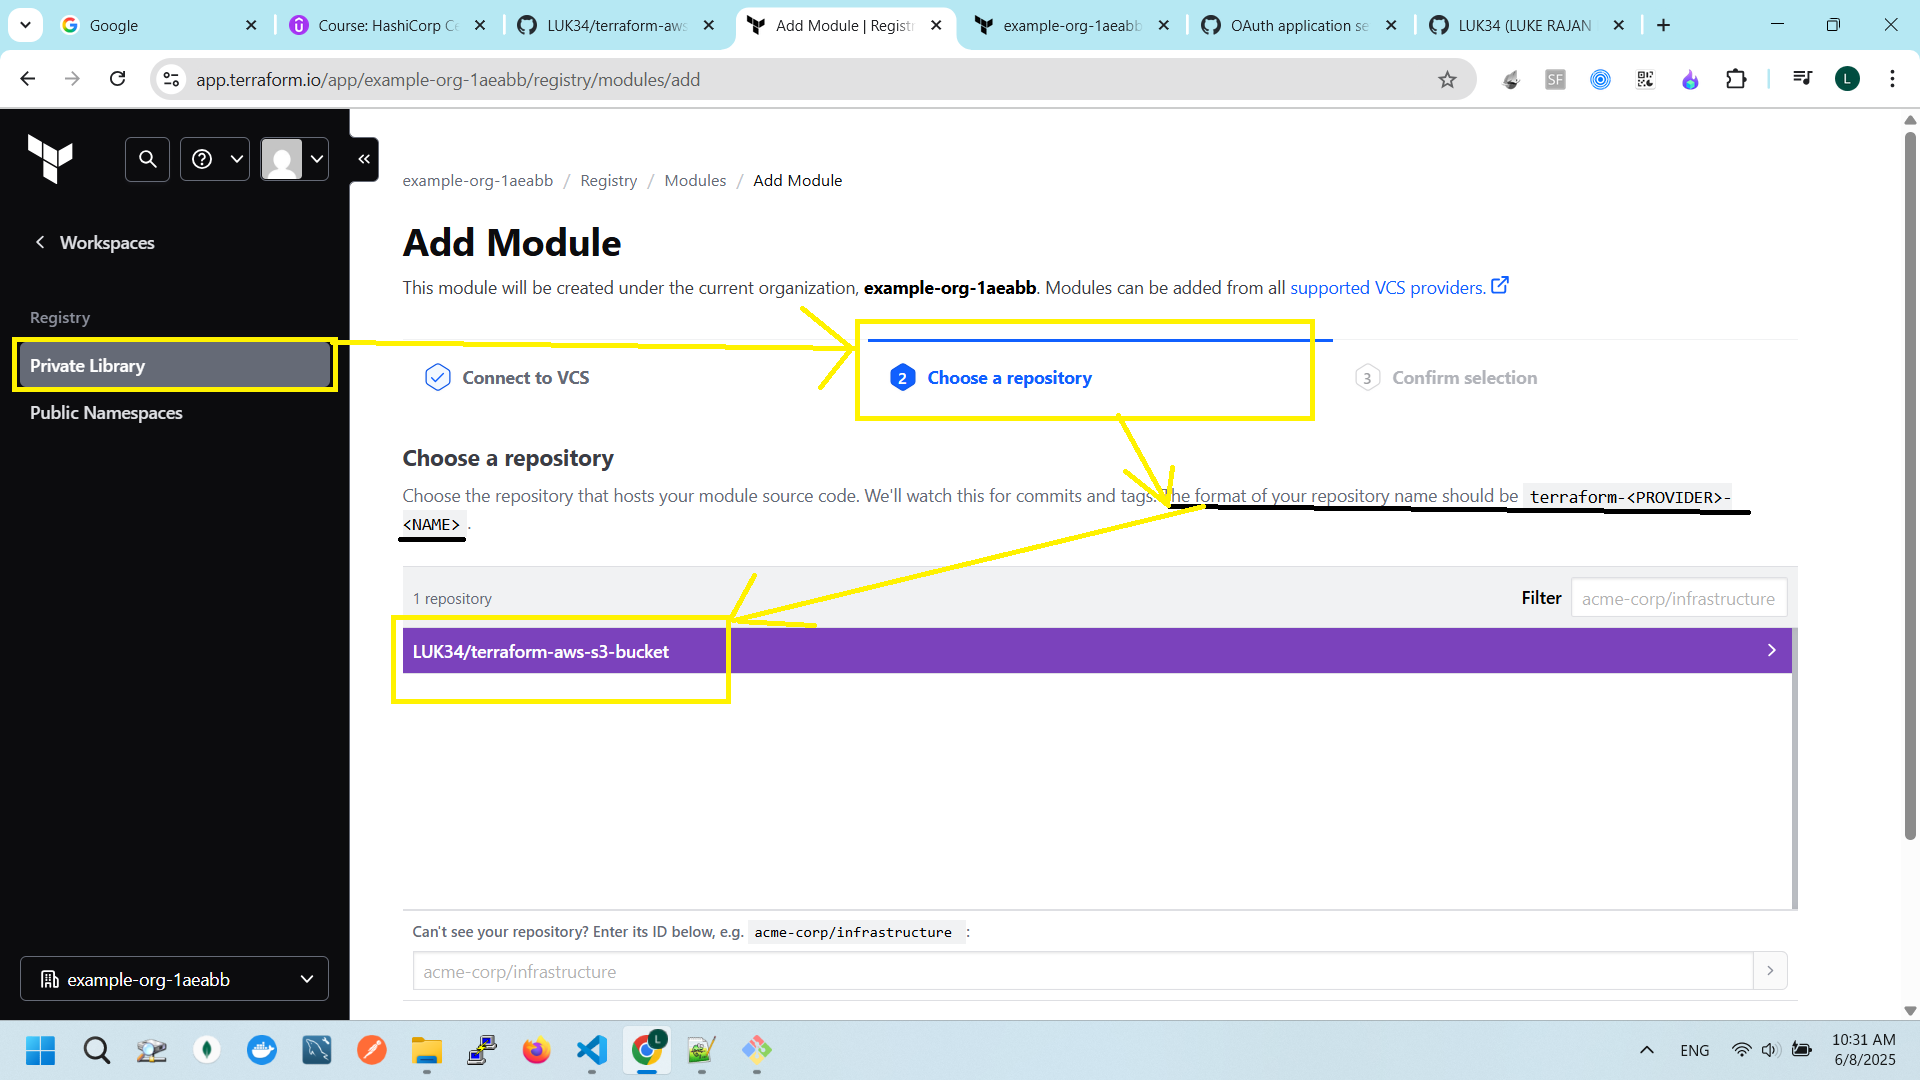 Google
Course: HashiCorp Ce
LUK34/terraform-aws
Add Module | Registr
example-org-1aeabb
OAuth application se
LUK34 (LUKE RAJAN
app.terraform.io/app/example-org-1aeabb/registry/modules/add
SF
L
Workspaces
Registry
Private Library
Public Namespaces
example-org-1aeabb
example-org-1aeabb / Registry / Modules / Add Module
Add Module
This module will be created under the current organization, example-org-1aeabb. Modules can be added from all supported VCS providers.
Connect to VCS
2 Choose a repository
3 Confirm selection
Choose a repository
Choose the repository that hosts your module source code. We'll watch this for commits and tags. The format of your repository name should be terraform-<PROVIDER>-
<NAME> .
1 repository
Filter acme-corp/infrastructure
LUK34/terraform-aws-s3-bucket
Can't see your repository? Enter its ID below, e.g. acme-corp/infrastructure :
acme-corp/infrastructure
L
ENG
10:31 AM
6/8/2025